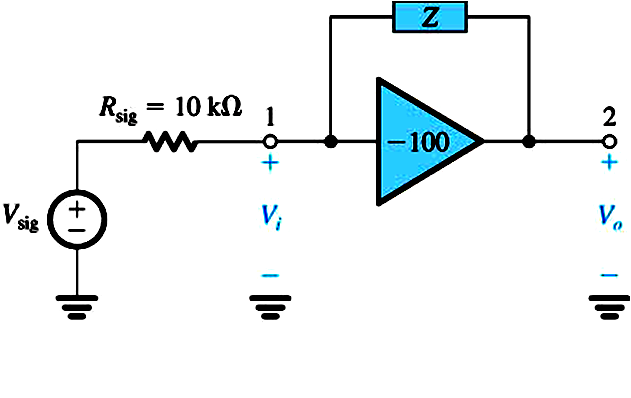 Z
R_sig = 10 kΩ
1
2
−100
+
+
+
V_sig
−
V_i
V_o
−
−